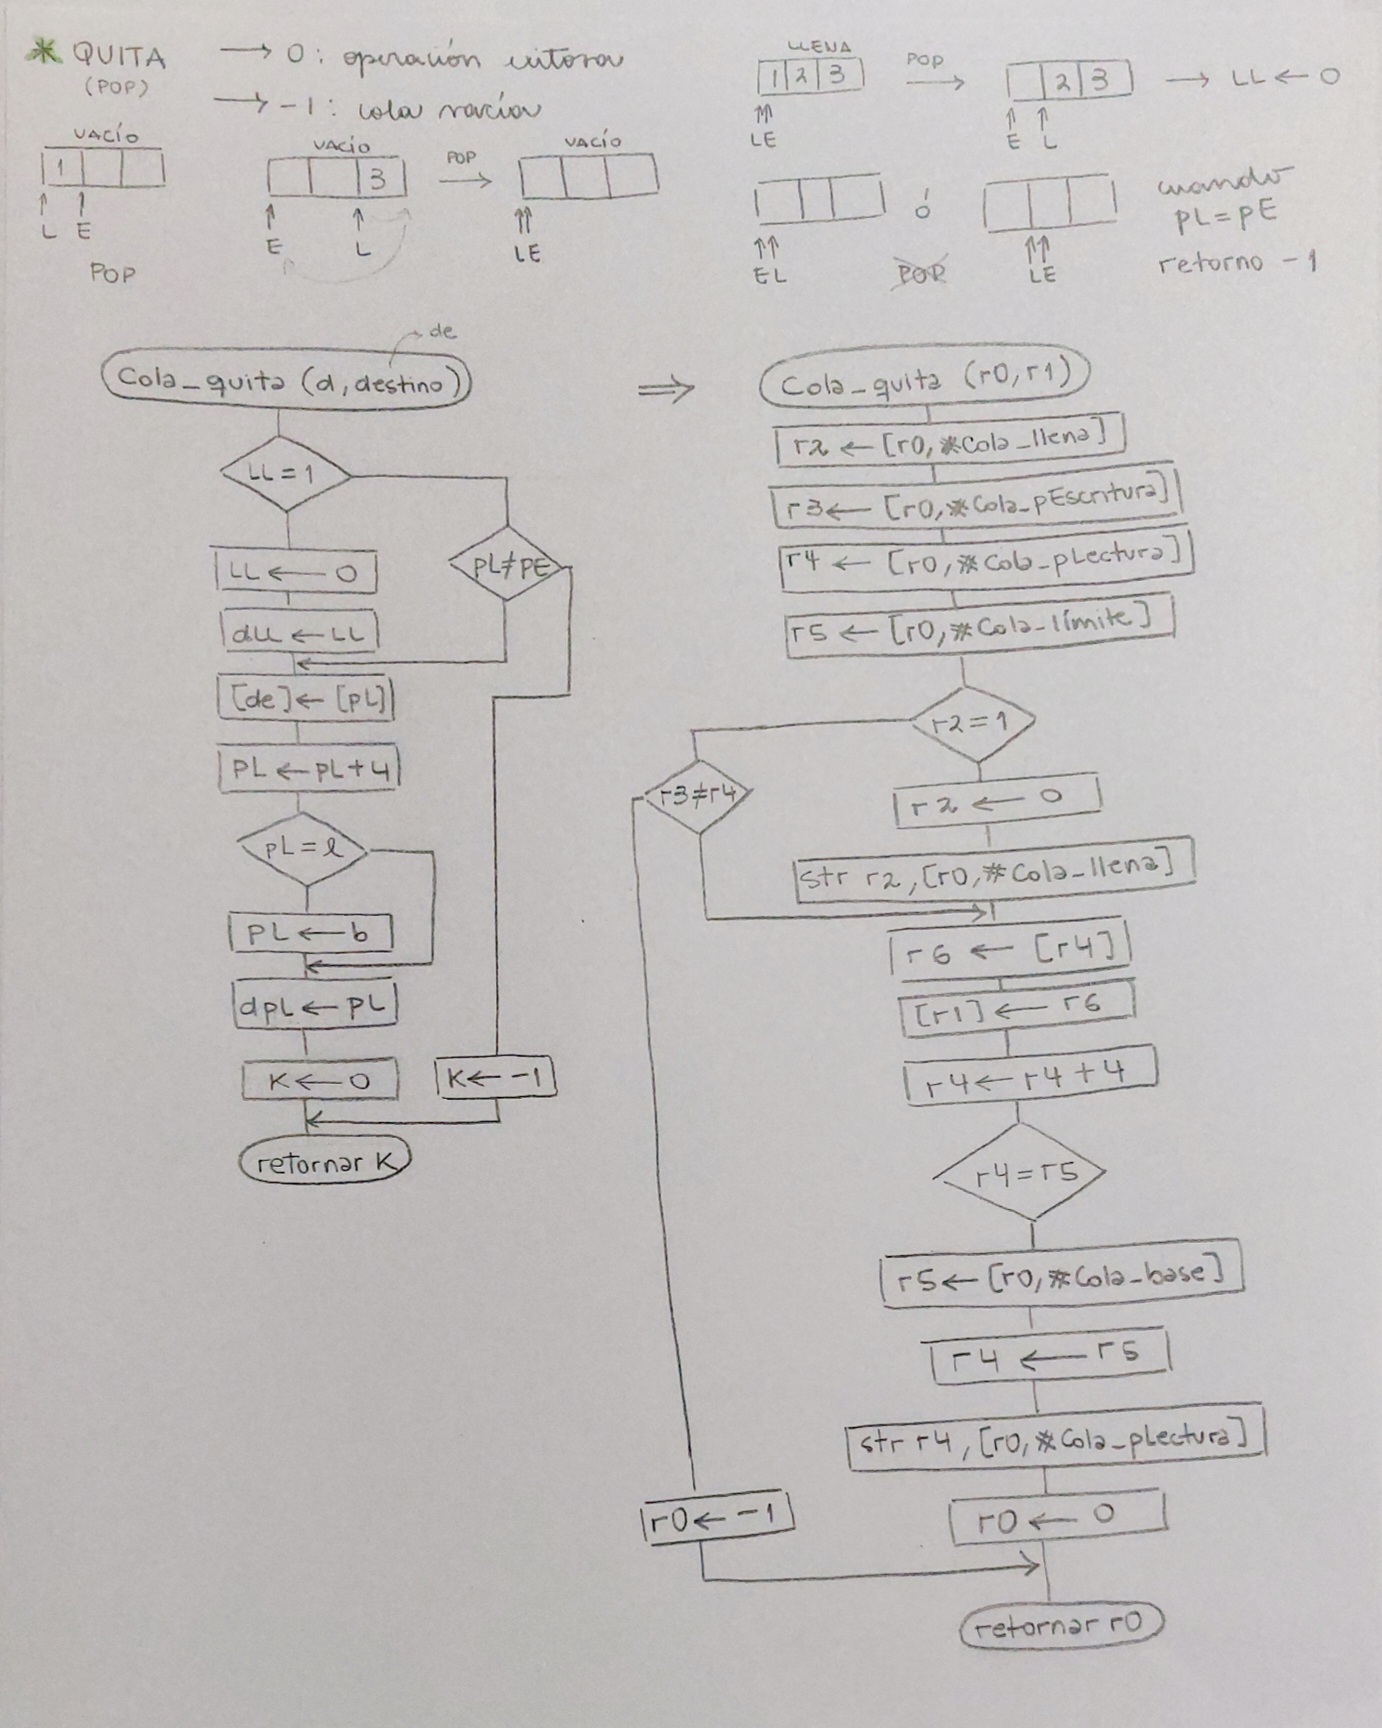 * QUITA → 0 : operación exitosa
(POP) → -1 : cola vacía
VACÍO
1
L E
POP
VACÍO
3
E L
POP →
VACÍO
LE
LLENA
1 2 3
LE
POP →
2 3
E L
→ LL ← 0
EL
ó
POP
LE
cuando
pL = pE
retorno -1
de
Cola_quita (d, destino)
LL = 1
pL ≠ pE
LL ← 0
dLL ← LL
[de] ← [pL]
pL ← pL + 4
pL = l
pL ← b
dpL ← pL
K ← 0
K ← -1
retornar K
⇒
Cola_quita (r0, r1)
r2 ← [r0, #Cola_llena]
r3 ← [r0, #Cola_pEscritura]
r4 ← [r0, #Cola_pLectura]
r5 ← [r0, #Cola_límite]
r2 = 1
r3 ≠ r4
r2 ← 0
str r2, [r0, #Cola_llena]
r6 ← [r4]
[r1] ← r6
r4 ← r4 + 4
r4 = r5
r5 ← [r0, #Cola_base]
r4 ← r5
str r4, [r0, #Cola_pLectura]
r0 ← -1
r0 ← 0
retornar r0